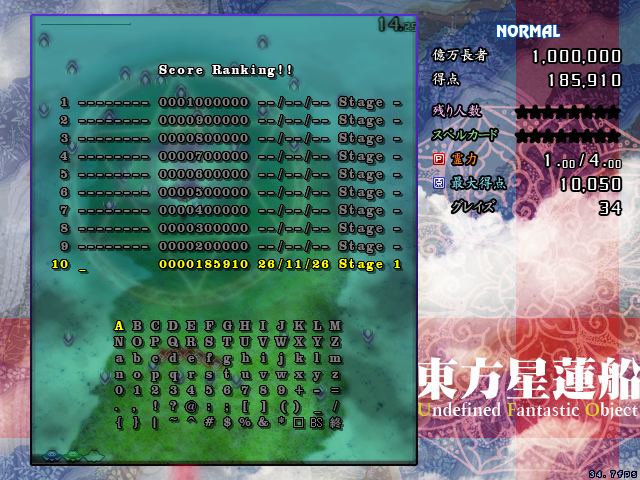 14.25
Score Ranking!!
1 -------- 0001000000 --/--/-- Stage -
2 -------- 0000900000 --/--/-- Stage -
3 -------- 0000800000 --/--/-- Stage -
4 -------- 0000700000 --/--/-- Stage -
5 -------- 0000600000 --/--/-- Stage -
6 -------- 0000500000 --/--/-- Stage -
7 -------- 0000400000 --/--/-- Stage -
8 -------- 0000300000 --/--/-- Stage -
9 -------- 0000200000 --/--/-- Stage -
10 _ 0000185910 26/11/26 Stage 1
A B C D E F G H I J K L M
N O P Q R S T U V W X Y Z
a b c d e f g h i j k l m
n o p q r s t u v w x y z
0 1 2 3 4 5 6 7 8 9 + - =
. , ! ? @ : ; [ ] ( ) _ /
{ } | ~ ^ # $ % & * □ BS 終
NORMAL
億万長者 1,000,000
得点 185,910
残り人数 ★★★★★★★★★
スペルカード ★★★★★★★★★
P 霊力 1.00/4.00
点 最大得点 10,050
グレイズ 34
東方星蓮船
Undefined Fantastic Object
34.7fps